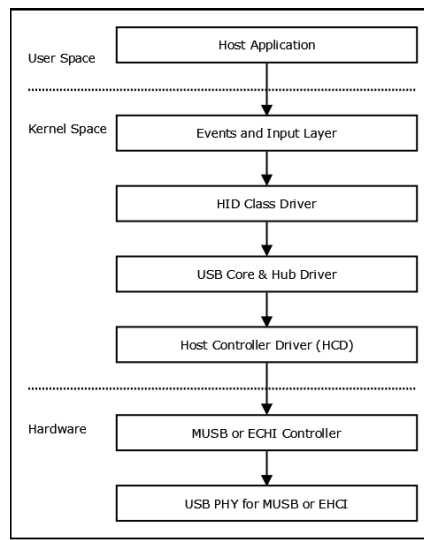 Host Application
User Space
Kernel Space
Events and Input Layer
HID Class Driver
USB Core & Hub Driver
Host Controller Driver (HCD)
Hardware
MUSB or ECHI Controller
USB PHY for MUSB or EHCI